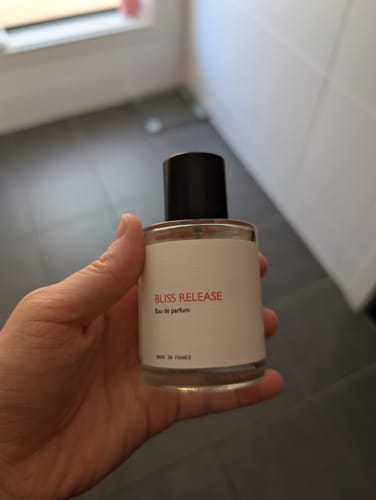 BLISS RELEASE
Eau de parfum
MADE IN FRANCE